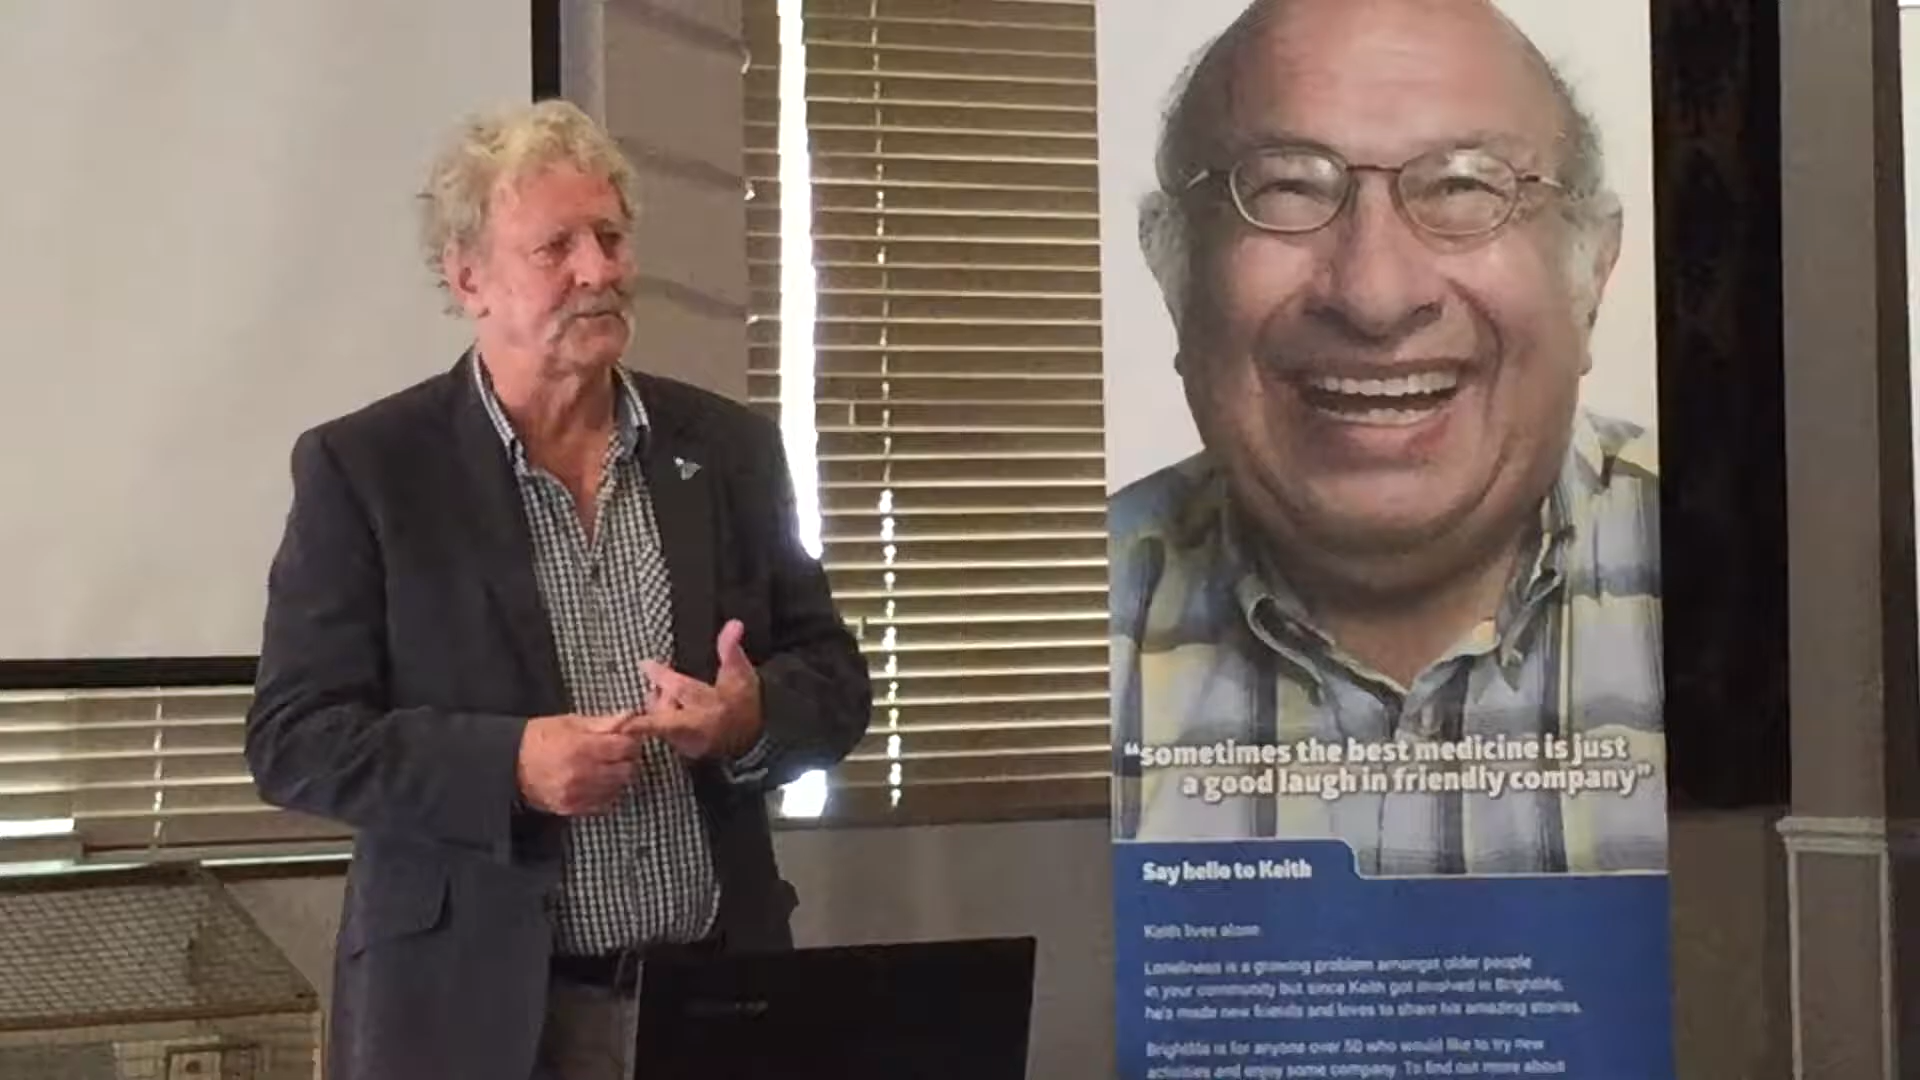 “sometimes the best medicine is just
a good laugh in friendly company”
Say hello to Keith
Keith lives alone
Loneliness is a growing problem amongst older people
in your community but since Keith got involved in Brightlife,
he's made new friends and loves to share his amazing stories.
Brightlife is for anyone over 50 who would like to try new
activities and enjoy some company. To find out more about